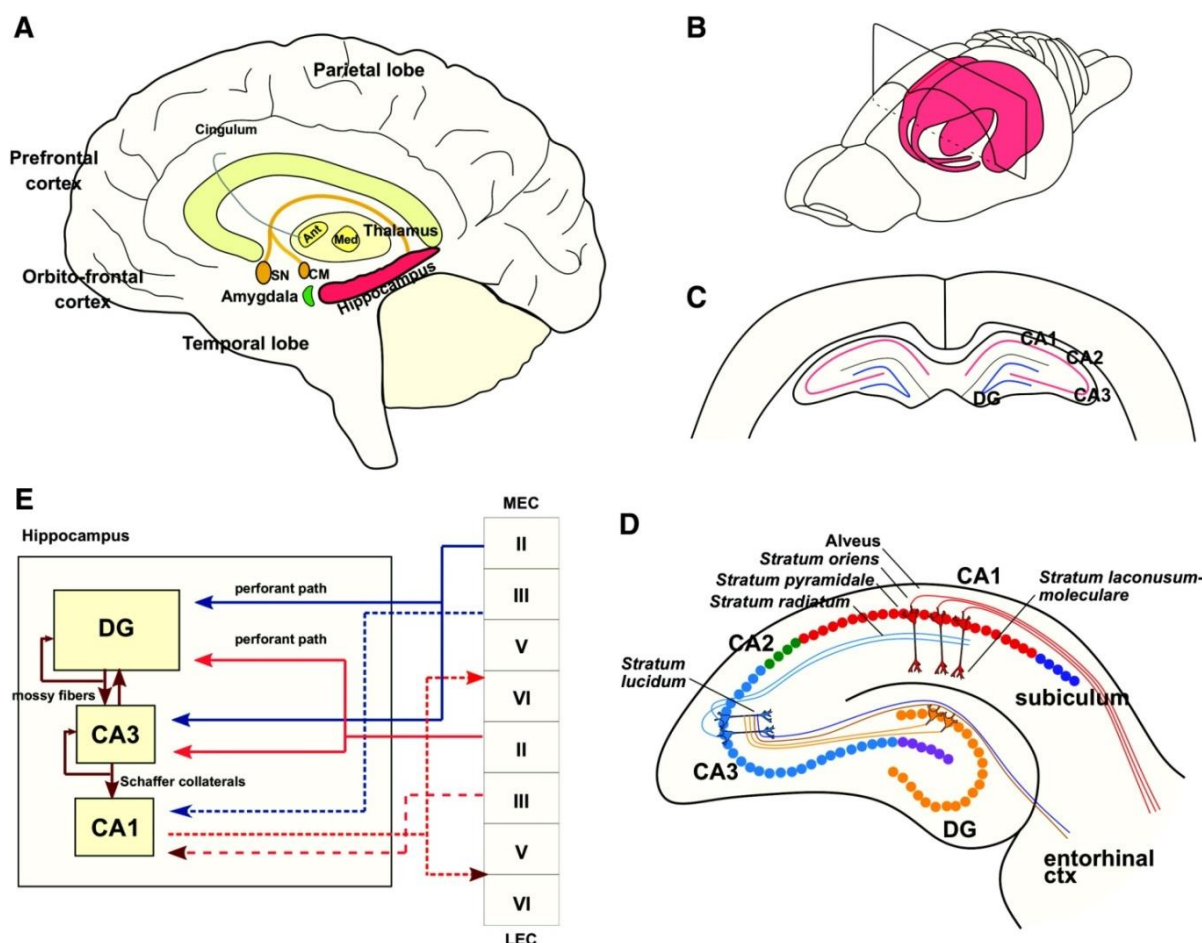 A
Parietal lobe
Cingulum
Prefrontal
cortex
Ant
Med
Thalamus
SN
CM
Orbito-frontal
cortex
Amygdala
Hippocampus
Temporal lobe
B
C
CA1
CA2
CA3
DG
E
MEC
Hippocampus
II
perforant path
III
DG
perforant path
V
mossy fibers
VI
CA3
II
Schaffer collaterals
III
CA1
V
VI
LEC
D
Alveus
Stratum oriens
CA1
Stratum pyramidale
Stratum laconusum-
moleculare
Stratum radiatum
CA2
Stratum
lucidum
subiculum
CA3
DG
entorhinal
ctx